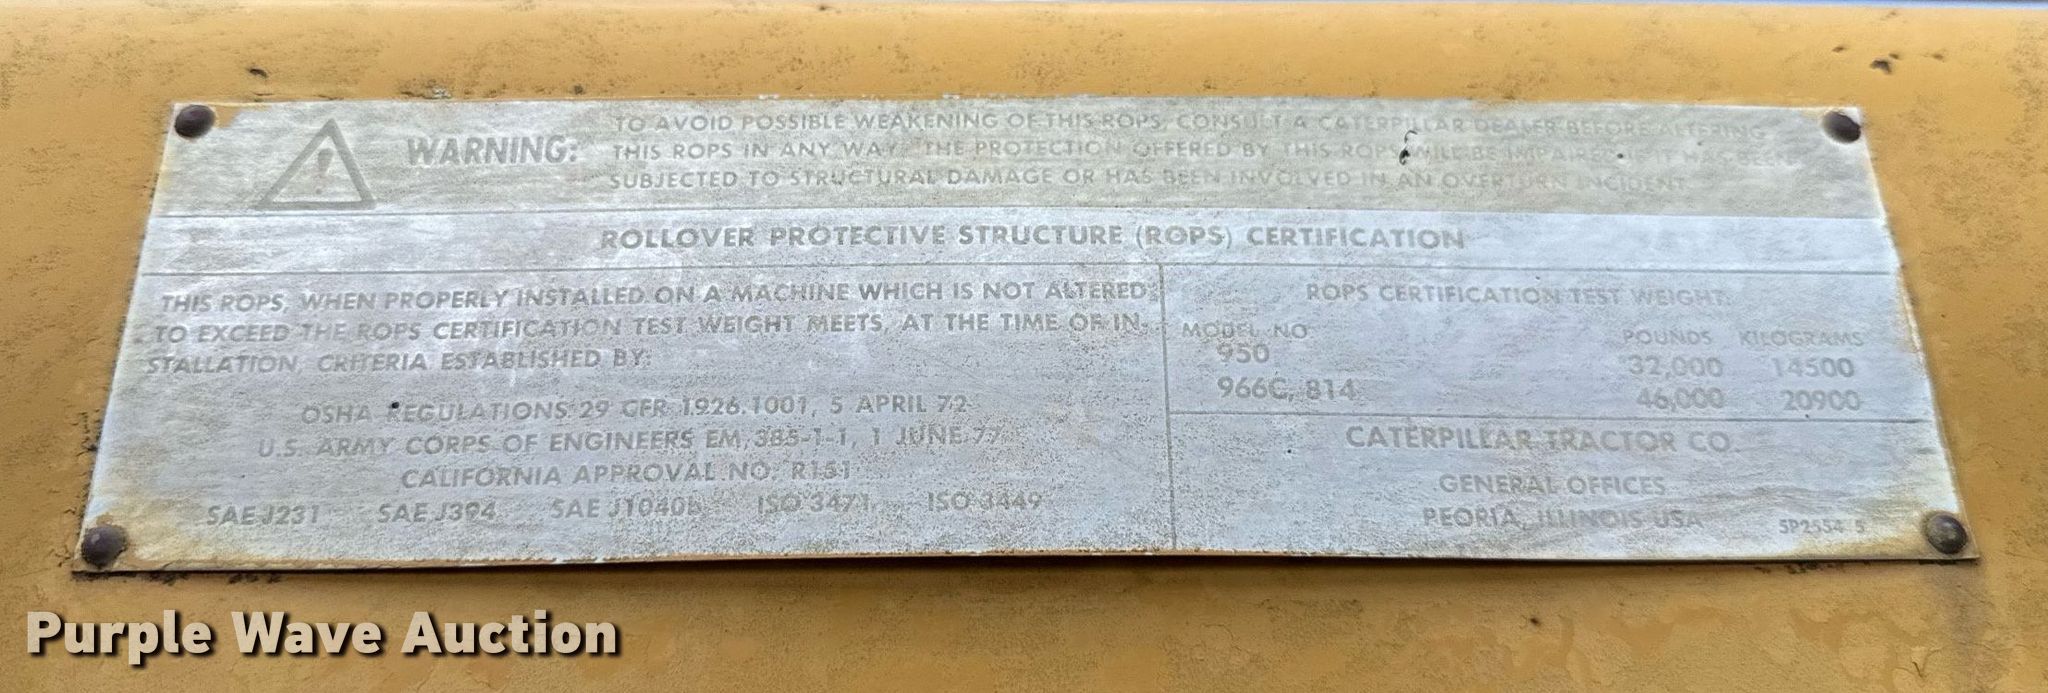 TO AVOID POSSIBLE WEAKENING OF THIS ROPS, CONSULT A CATERPILLAR DEALER BEFORE ALTERING
WARNING: THIS ROPS IN ANY WAY. THE PROTECTION OFFERED BY THIS ROPS WILL BE IMPAIRED IF IT HAS BEEN
SUBJECTED TO STRUCTURAL DAMAGE OR HAS BEEN INVOLVED IN AN OVERTURN INCIDENT.
ROLLOVER PROTECTIVE STRUCTURE (ROPS) CERTIFICATION
THIS ROPS, WHEN PROPERLY INSTALLED ON A MACHINE WHICH IS NOT ALTERED
TO EXCEED THE ROPS CERTIFICATION TEST WEIGHT MEETS, AT THE TIME OF IN-
STALLATION, CRITERIA ESTABLISHED BY:
OSHA REGULATIONS 29 CFR 1926.1001, 5 APRIL 72
U.S. ARMY CORPS OF ENGINEERS EM 385-1-1, 1 JUNE 77
CALIFORNIA APPROVAL NO. R151
SAE J231 SAE J394 SAE J1040b ISO 3471 ISO 3449
ROPS CERTIFICATION TEST WEIGHT:
MODEL NO POUNDS KILOGRAMS
950 32,000 14500
966C, 814 46,000 20900
CATERPILLAR TRACTOR CO.
GENERAL OFFICES
PEORIA, ILLINOIS USA 5P2554 5
Purple Wave Auction